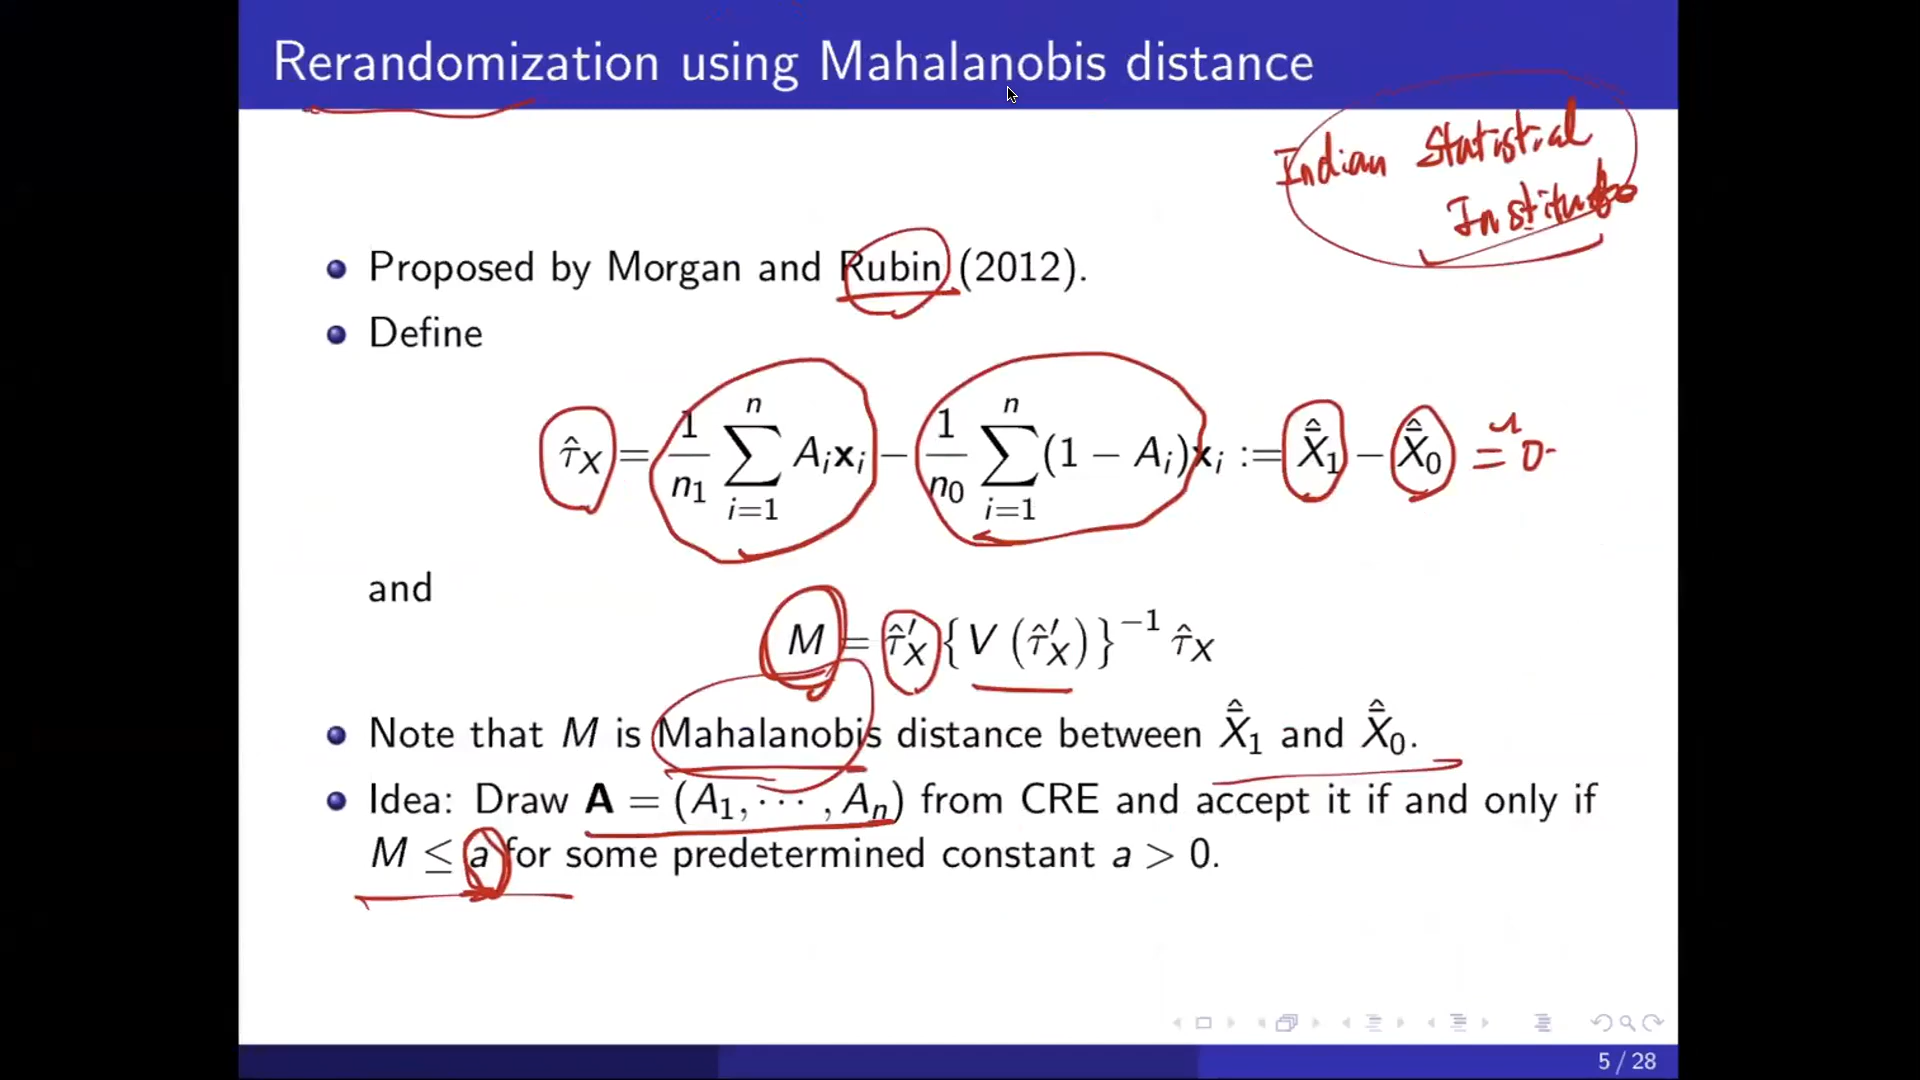 Rerandomization using Mahalanobis distance
Indian Statistial
Institute
Proposed by Morgan and Rubin (2012).
Define
τ̂_X = 1/n₁ ∑_{i=1}^{n} A_i x_i − 1/n₀ ∑_{i=1}^{n} (1 − A_i) x_i := X̄̂₁ − X̄̂₀ = 0
and
M = τ̂′_X { V (τ̂′_X) }⁻¹ τ̂_X
Note that M is Mahalanobis distance between X̄̂₁ and X̄̂₀.
Idea: Draw A = (A₁, ⋯ , A_n) from CRE and accept it if and only if
M ≤ a for some predetermined constant a > 0.
5 / 28